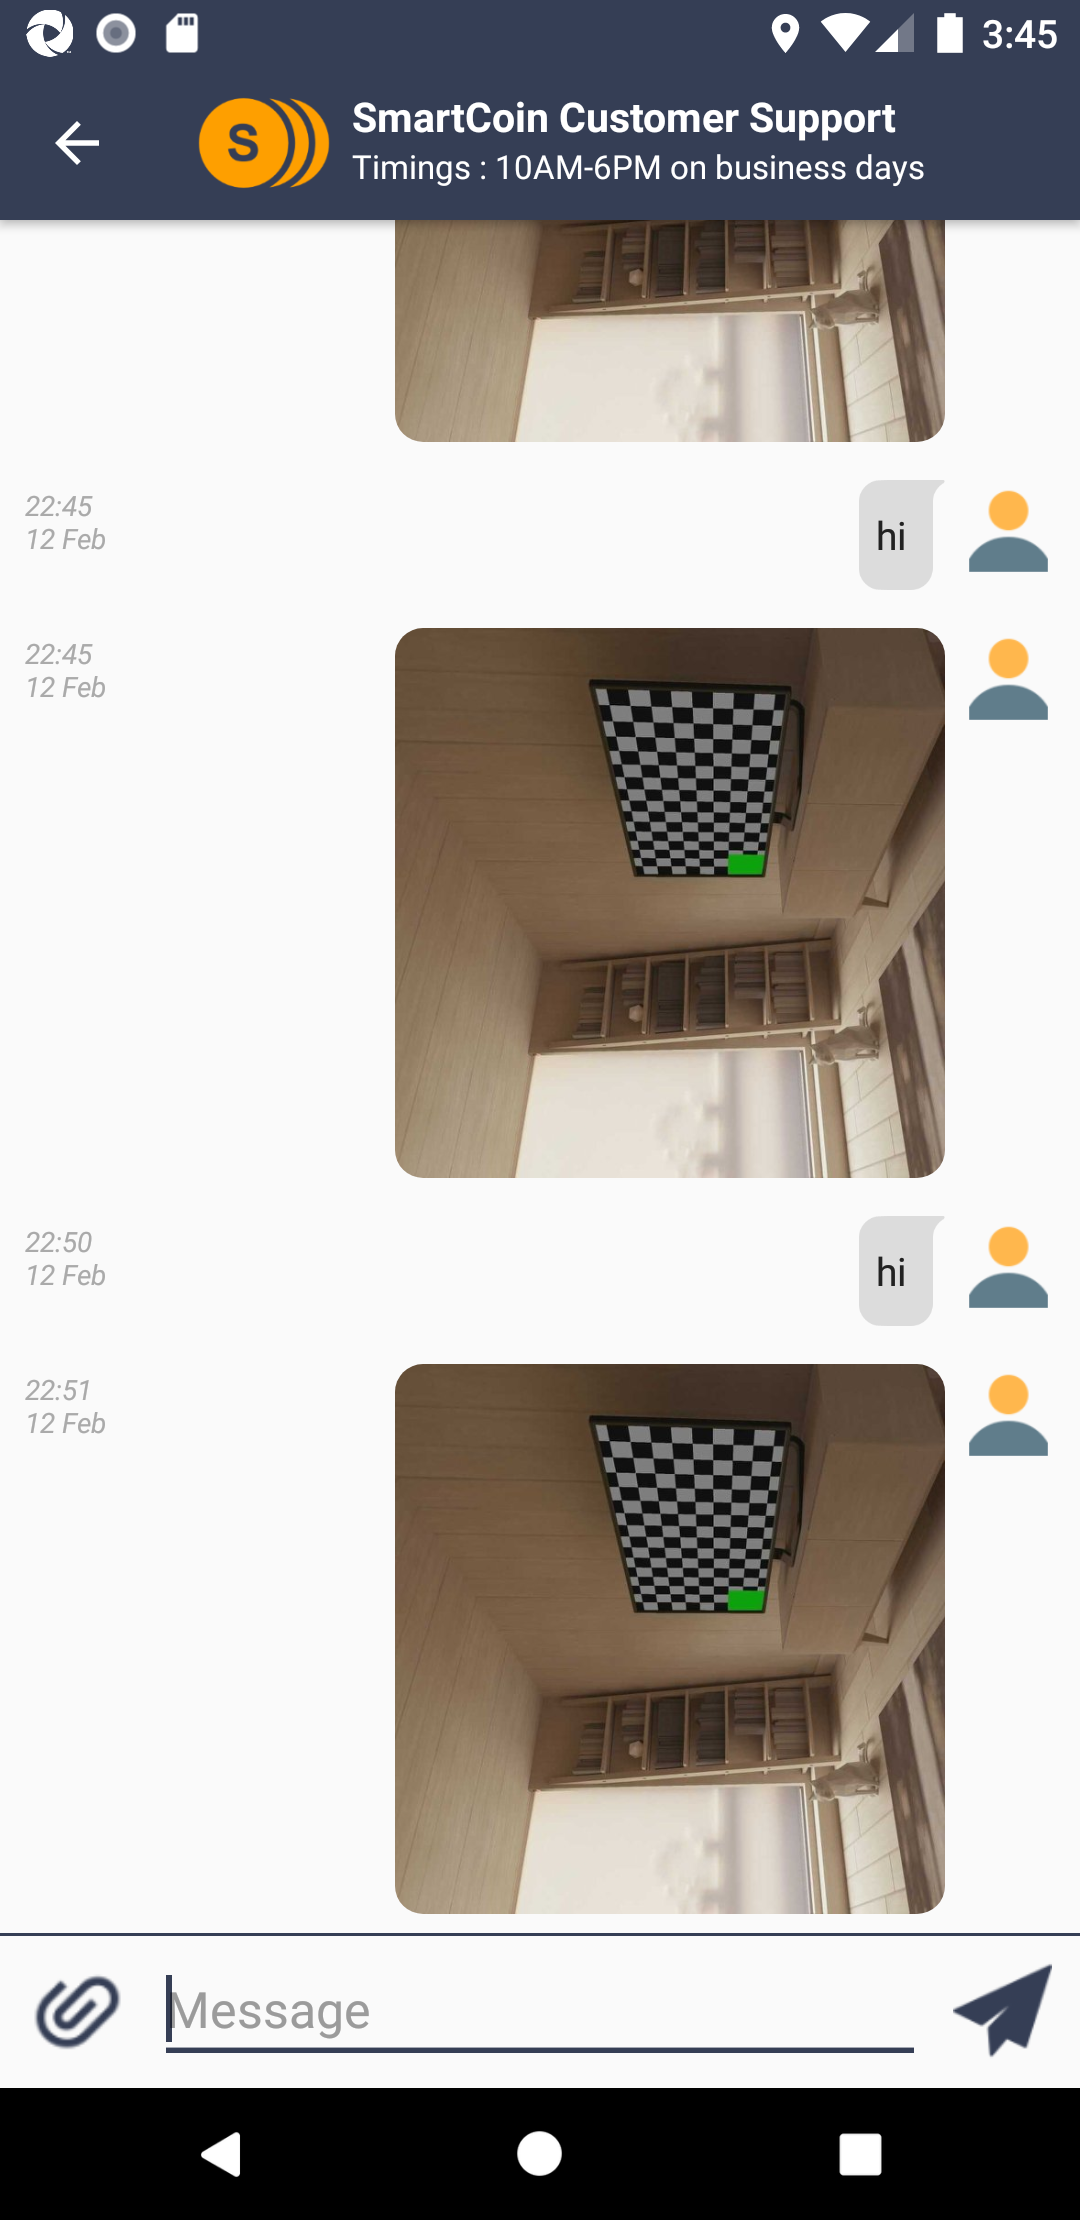 3:45
S
SmartCoin Customer Support
Timings : 10AM-6PM on business days
22:45
12 Feb
hi
22:45
12 Feb
22:50
12 Feb
hi
22:51
12 Feb
Message